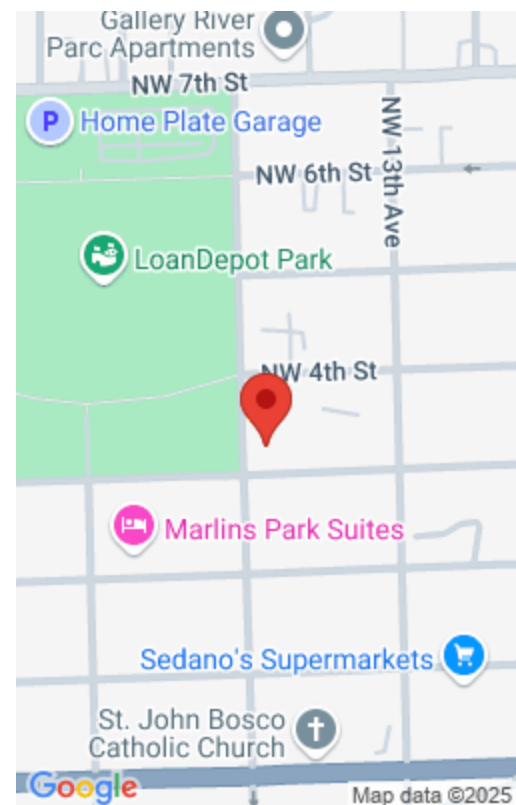 Gallery River
Parc Apartments
NW 7th St
P
Home Plate Garage
NW 13th Ave
NW 6th St
LoanDepot Park
NW 4th St
Marlins Park Suites
Sedano's Supermarkets
St. John Bosco
Catholic Church
Google
Map data ©2025